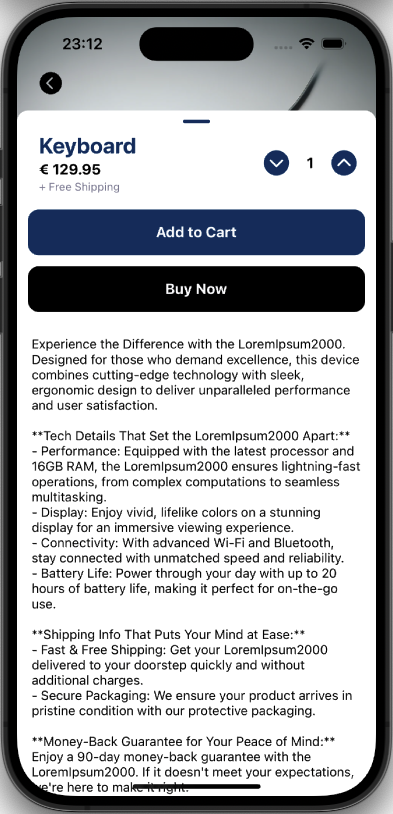 23:12
Keyboard
€ 129.95
+ Free Shipping
1
Add to Cart
Buy Now
Experience the Difference with the LoremIpsum2000.
Designed for those who demand excellence, this device
combines cutting-edge technology with sleek,
ergonomic design to deliver unparalleled performance
and user satisfaction.
**Tech Details That Set the LoremIpsum2000 Apart:**
- Performance: Equipped with the latest processor and
16GB RAM, the LoremIpsum2000 ensures lightning-fast
operations, from complex computations to seamless
multitasking.
- Display: Enjoy vivid, lifelike colors on a stunning
display for an immersive viewing experience.
- Connectivity: With advanced Wi-Fi and Bluetooth,
stay connected with unmatched speed and reliability.
- Battery Life: Power through your day with up to 20
hours of battery life, making it perfect for on-the-go
use.
**Shipping Info That Puts Your Mind at Ease:**
- Fast & Free Shipping: Get your LoremIpsum2000
delivered to your doorstep quickly and without
additional charges.
- Secure Packaging: We ensure your product arrives in
pristine condition with our protective packaging.
**Money-Back Guarantee for Your Peace of Mind:**
Enjoy a 90-day money-back guarantee with the
LoremIpsum2000. If it doesn't meet your expectations,
we're here to make it right.